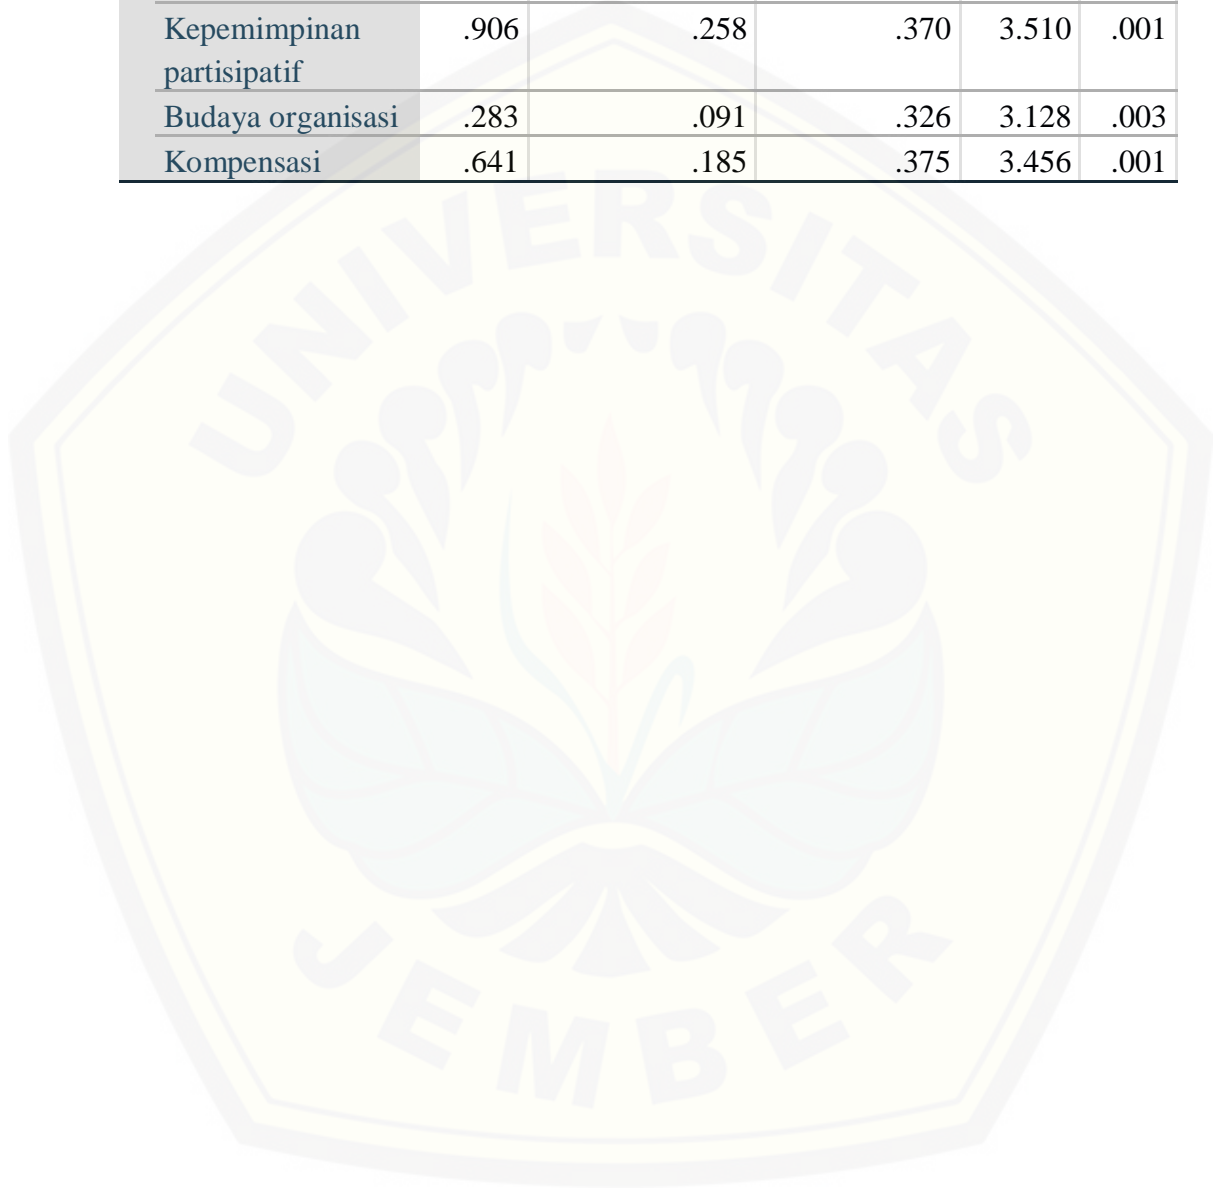 Kepemimpinan .906 .258 .370 3.510 .001
partisipatif
Budaya organisasi .283 .091 .326 3.128 .003
Kompensasi .641 .185 .375 3.456 .001
UNIVERSITAS
JEMBER